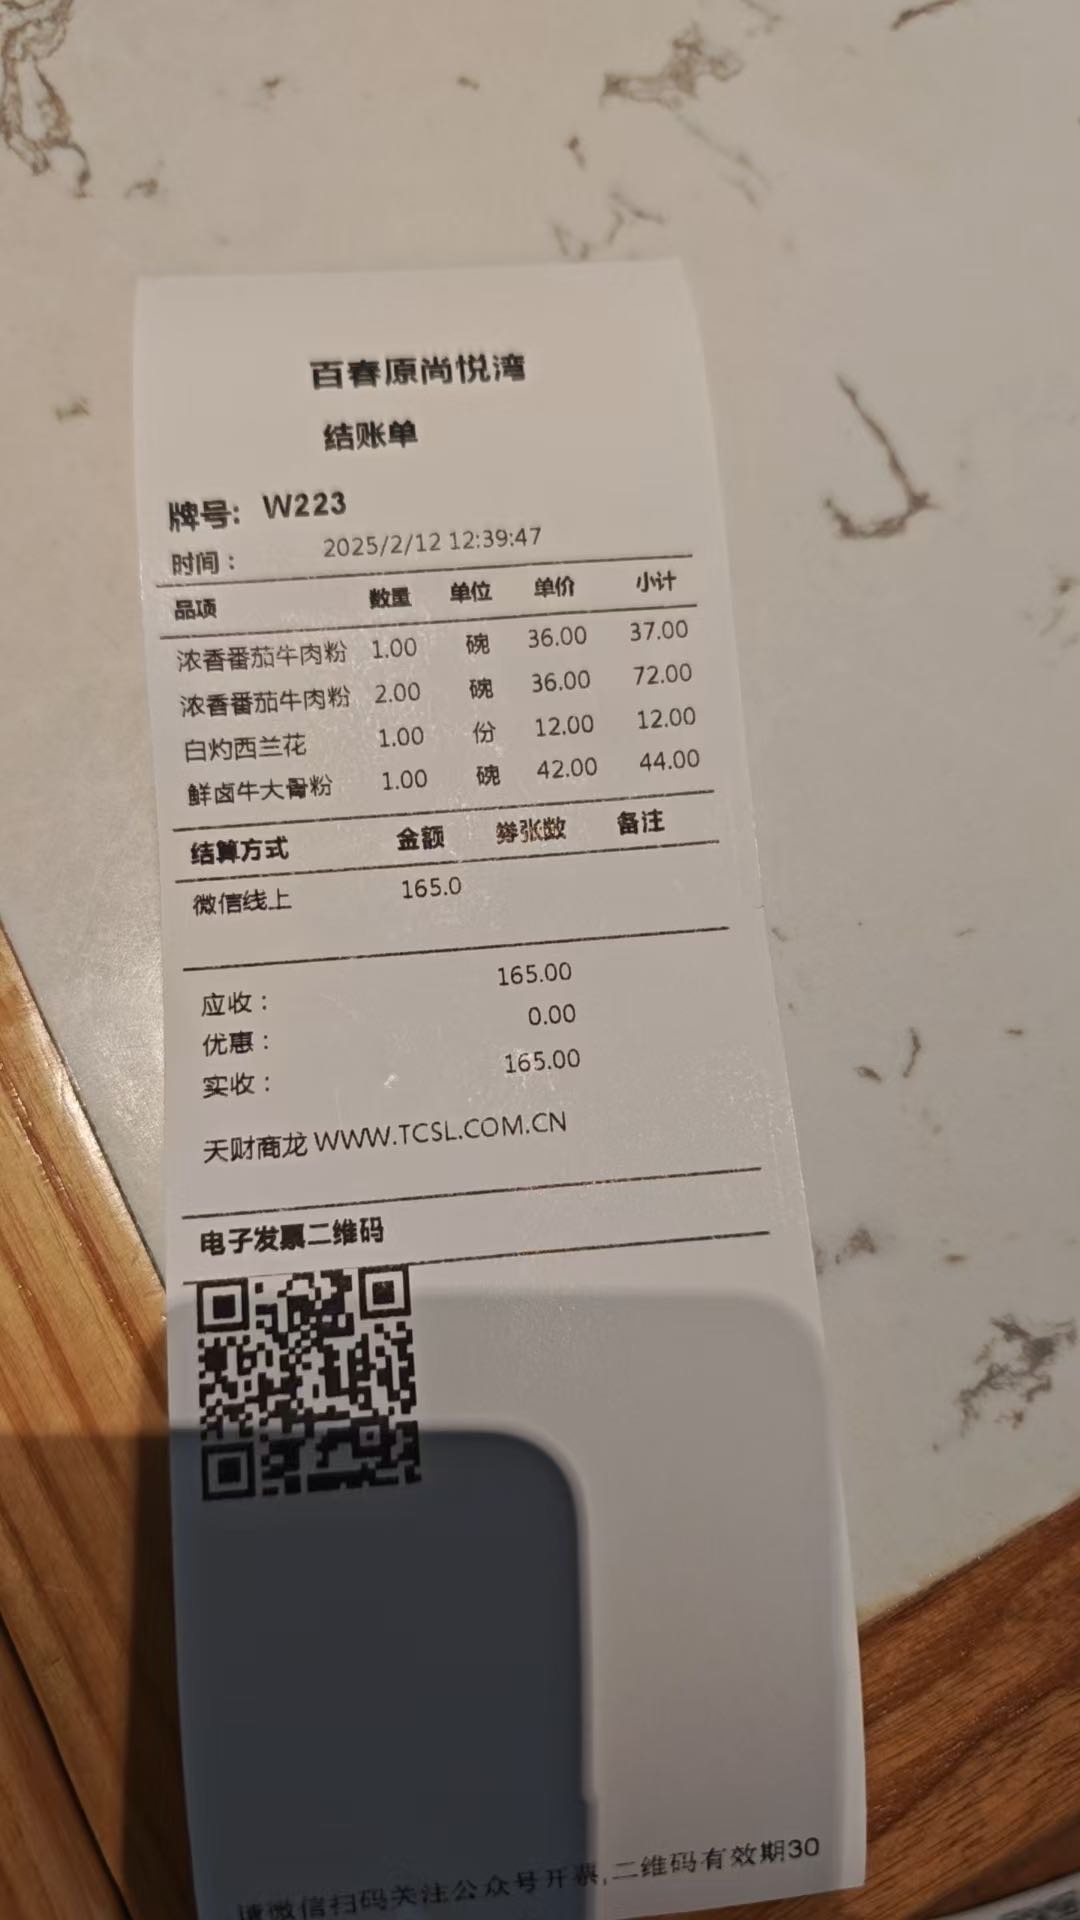 百春原尚悦湾
结账单
牌号: W223
时间： 2025/2/12 12:39:47
品项 数量 单位 单价 小计
浓香番茄牛肉粉 1.00 碗 36.00 37.00
浓香番茄牛肉粉 2.00 碗 36.00 72.00
白灼西兰花 1.00 份 12.00 12.00
鲜卤牛大骨粉 1.00 碗 42.00 44.00
结算方式 金额 券张数 备注
微信线上 165.0
应收： 165.00
优惠： 0.00
实收： 165.00
天财商龙 WWW.TCSL.COM.CN
电子发票二维码
请微信扫码关注公众号开票,二维码有效期30